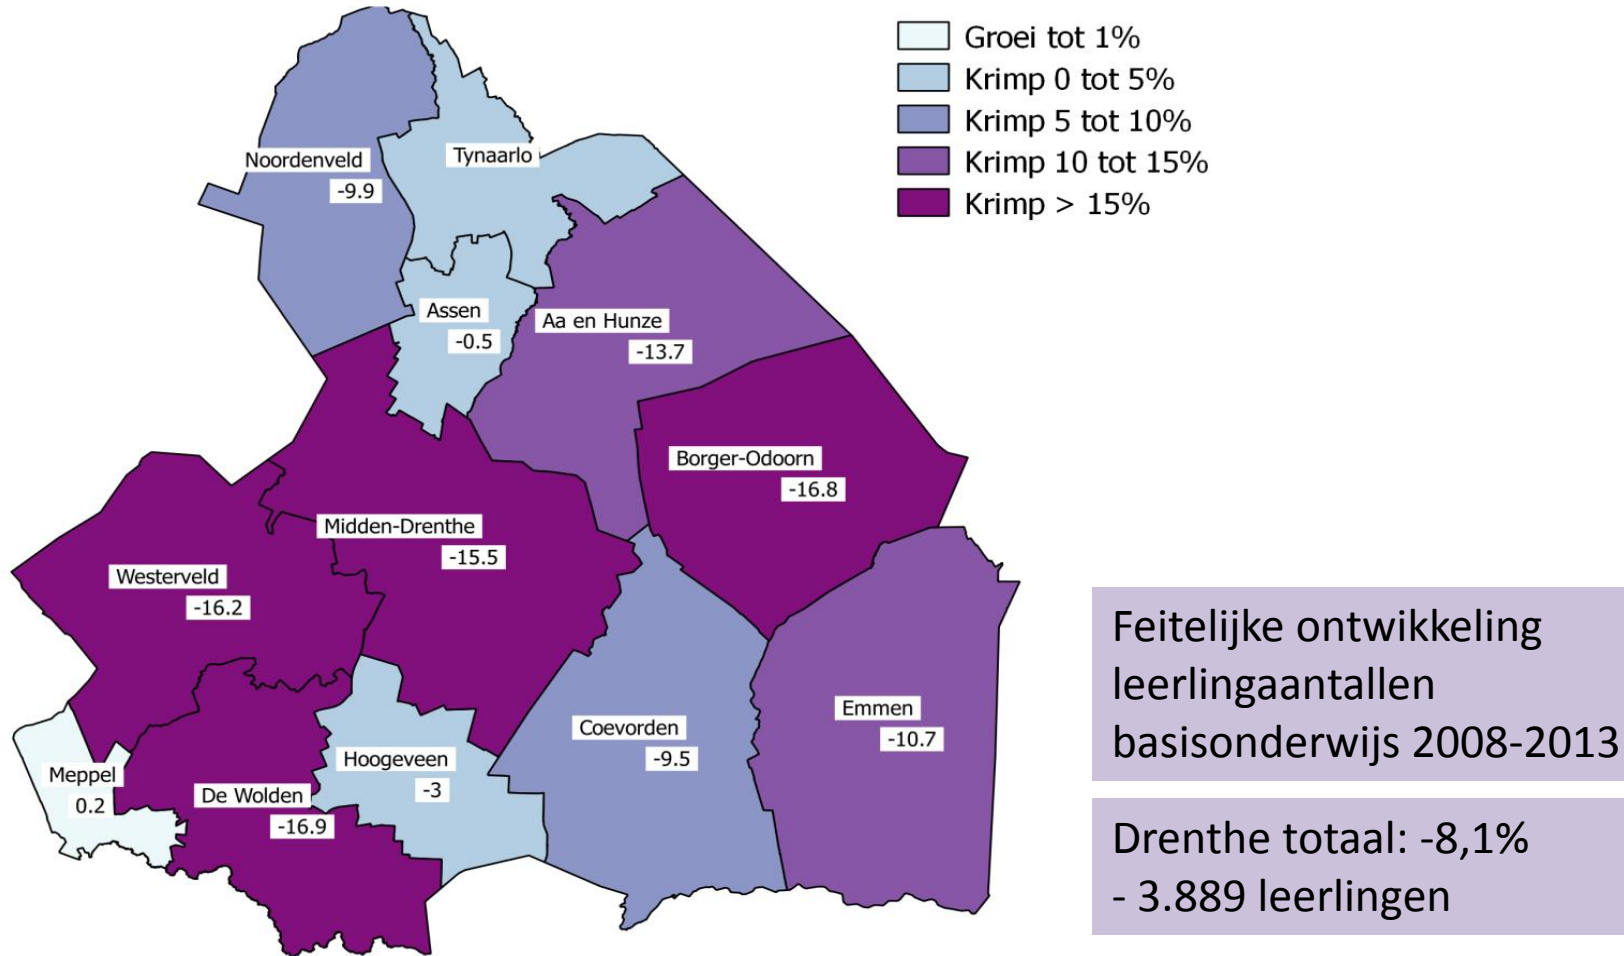 Groei tot 1%
Krimp 0 tot 5%
Krimp 5 tot 10%
Krimp 10 tot 15%
Krimp > 15%
Noordenveld
-9.9
Tynaarlo
Assen
-0.5
Aa en Hunze
-13.7
Borger-Odoorn
-16.8
Midden-Drenthe
-15.5
Westerveld
-16.2
Meppel
0.2
De Wolden
-16.9
Hoogeveen
-3
Coevorden
-9.5
Emmen
-10.7
Feitelijke ontwikkeling
leerlingaantallen
basisonderwijs 2008-2013
Drenthe totaal: -8,1%
- 3.889 leerlingen